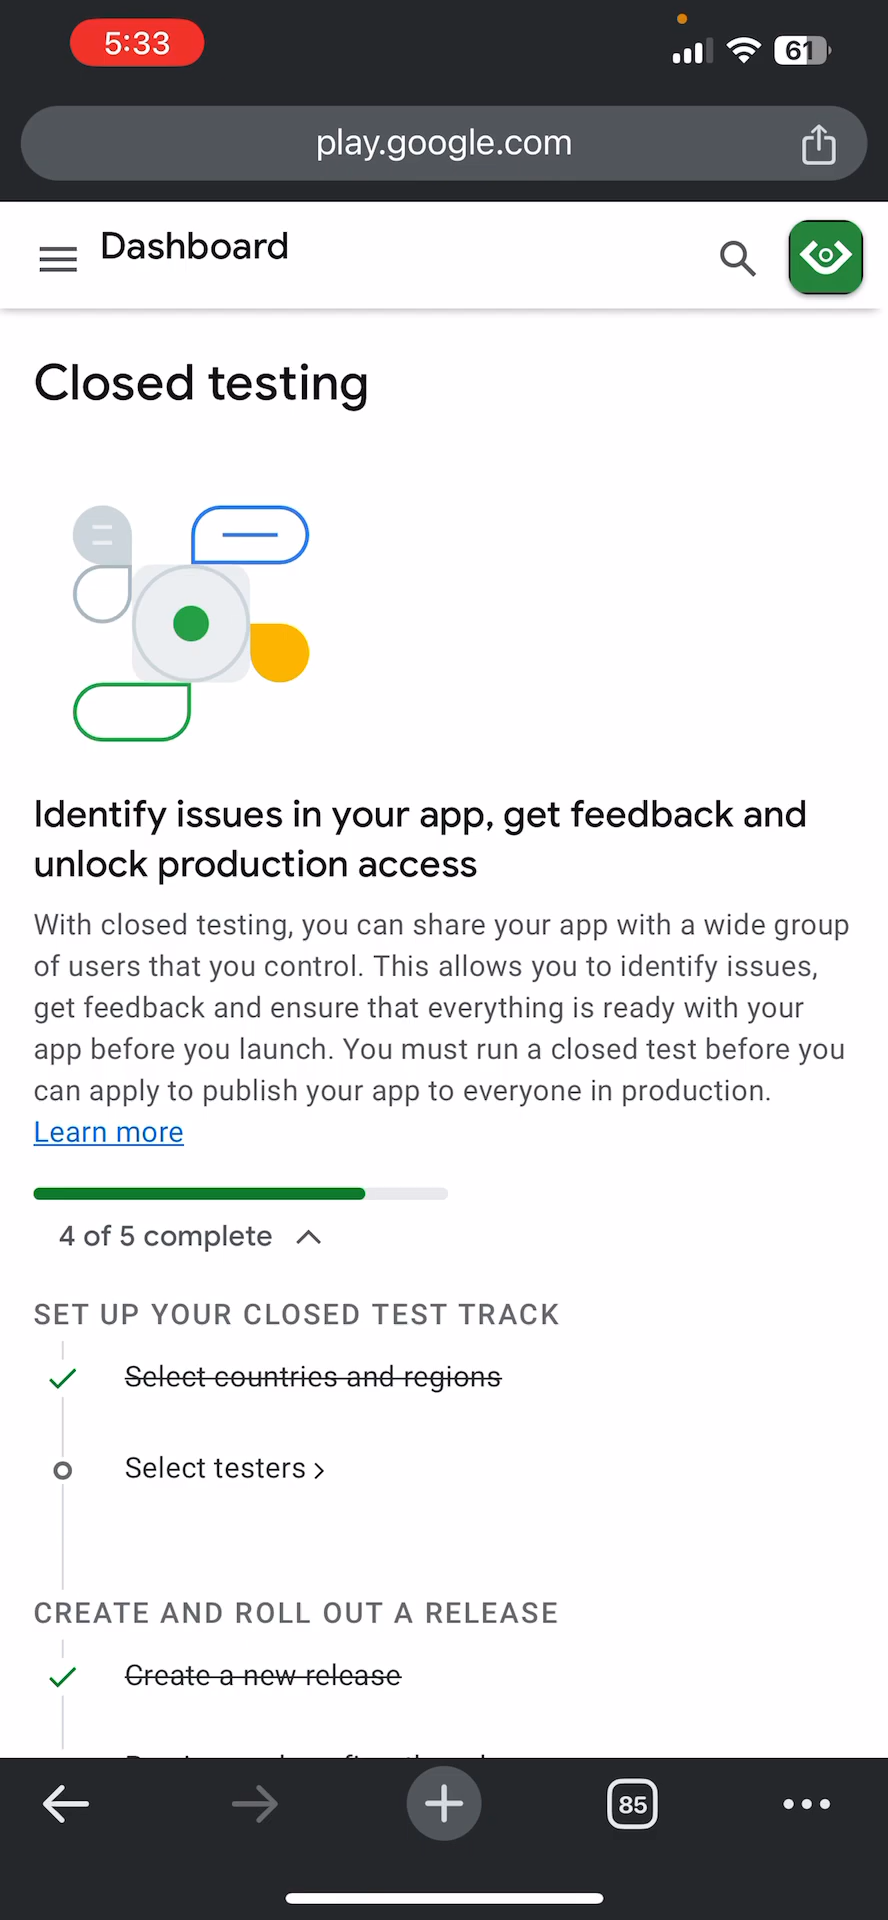 5:33
61
play.google.com
Dashboard
Closed testing
Identify issues in your app, get feedback and
unlock production access
With closed testing, you can share your app with a wide group
of users that you control. This allows you to identify issues,
get feedback and ensure that everything is ready with your
app before you launch. You must run a closed test before you
can apply to publish your app to everyone in production.
Learn more
4 of 5 complete
SET UP YOUR CLOSED TEST TRACK
Select countries and regions
Select testers
CREATE AND ROLL OUT A RELEASE
Create a new release
85